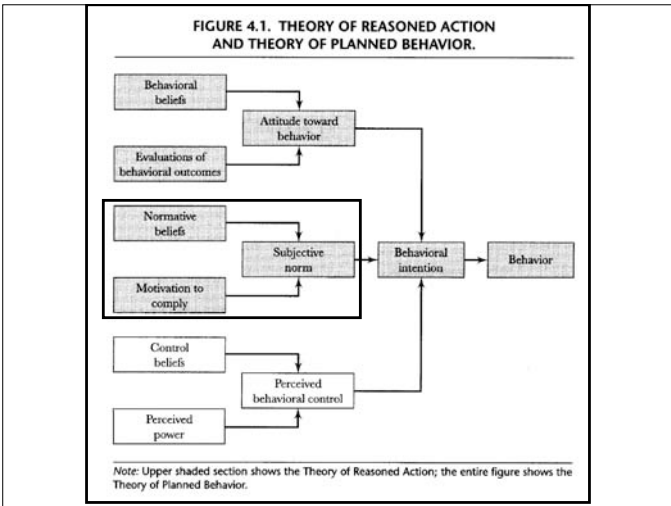 FIGURE 4.1. THEORY OF REASONED ACTION
AND THEORY OF PLANNED BEHAVIOR.
Behavioral
beliefs
Attitude toward
behavior
Evaluations of
behavioral outcomes
Normative
beliefs
Subjective
norm
Behavioral
intention
Behavior
Motivation to
comply
Control
beliefs
Perceived
behavioral control
Perceived
power
Note: Upper shaded section shows the Theory of Reasoned Action; the entire figure shows the
Theory of Planned Behavior.